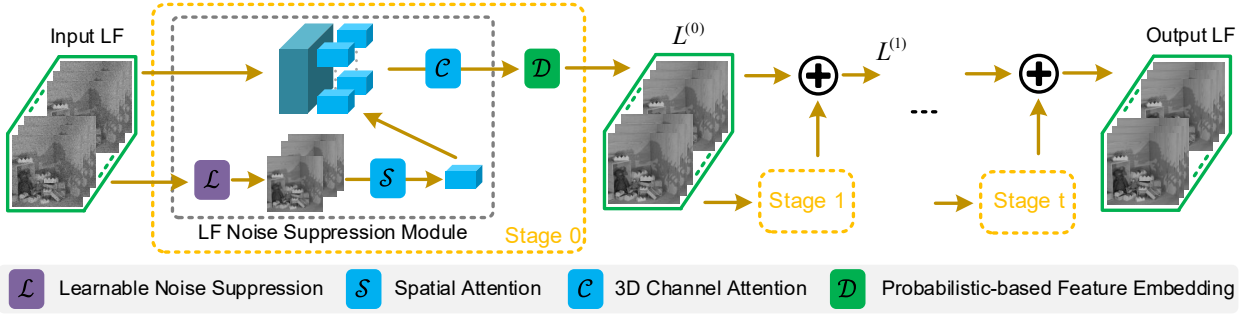 Input LF
C
D
L
S
LF Noise Suppression Module
Stage 0
L^{(0)}
Stage 1
L^{(1)}
...
Stage t
Output LF
L Learnable Noise Suppression
S Spatial Attention
C 3D Channel Attention
D Probabilistic-based Feature Embedding